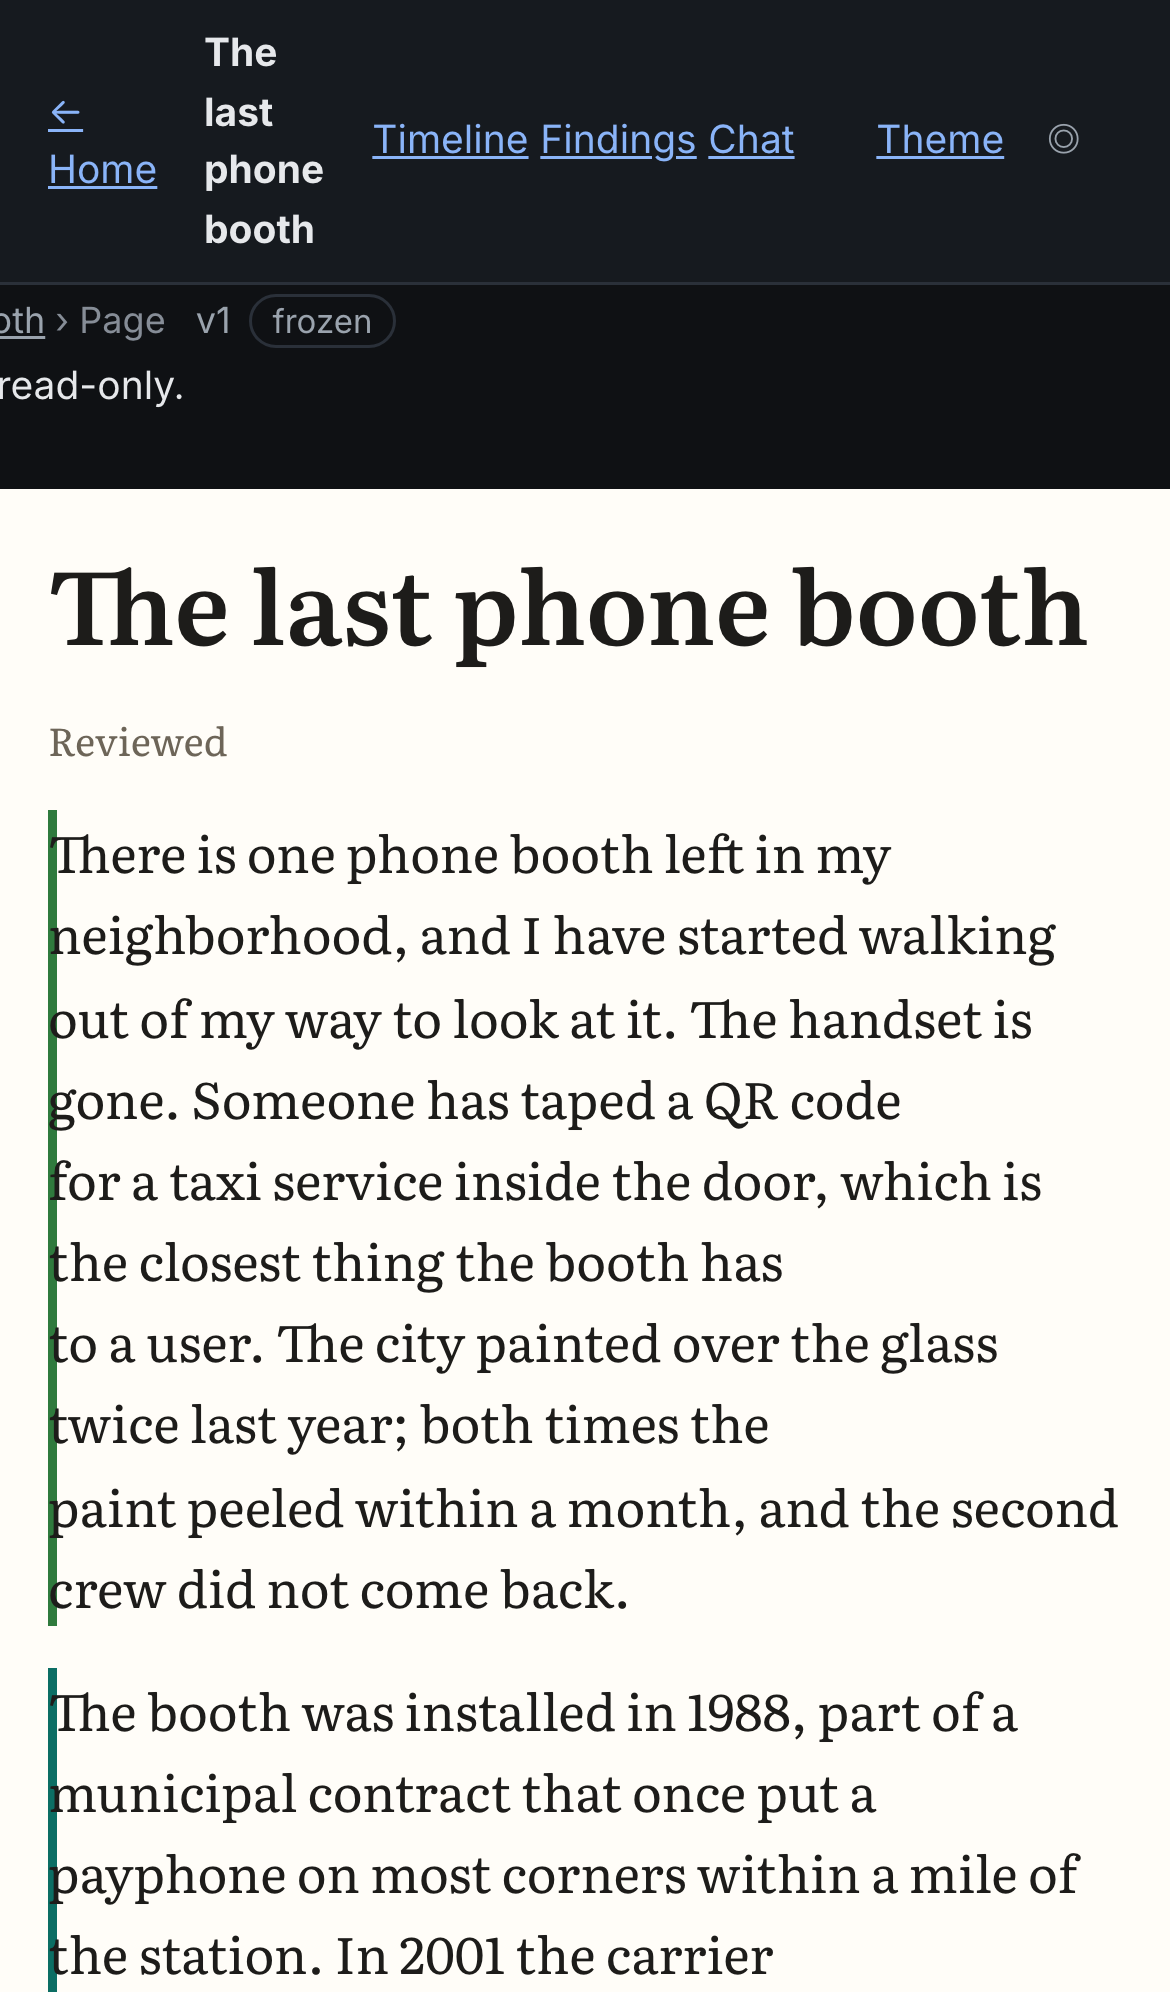 ← Home
The last phone booth
Timeline Findings Chat Theme
oth › Page v1 frozen
read-only.
The last phone booth
Reviewed
There is one phone booth left in my
neighborhood, and I have started walking
out of my way to look at it. The handset is
gone. Someone has taped a QR code
for a taxi service inside the door, which is
the closest thing the booth has
to a user. The city painted over the glass
twice last year; both times the
paint peeled within a month, and the second
crew did not come back.
The booth was installed in 1988, part of a
municipal contract that once put a
payphone on most corners within a mile of
the station. In 2001 the carrier